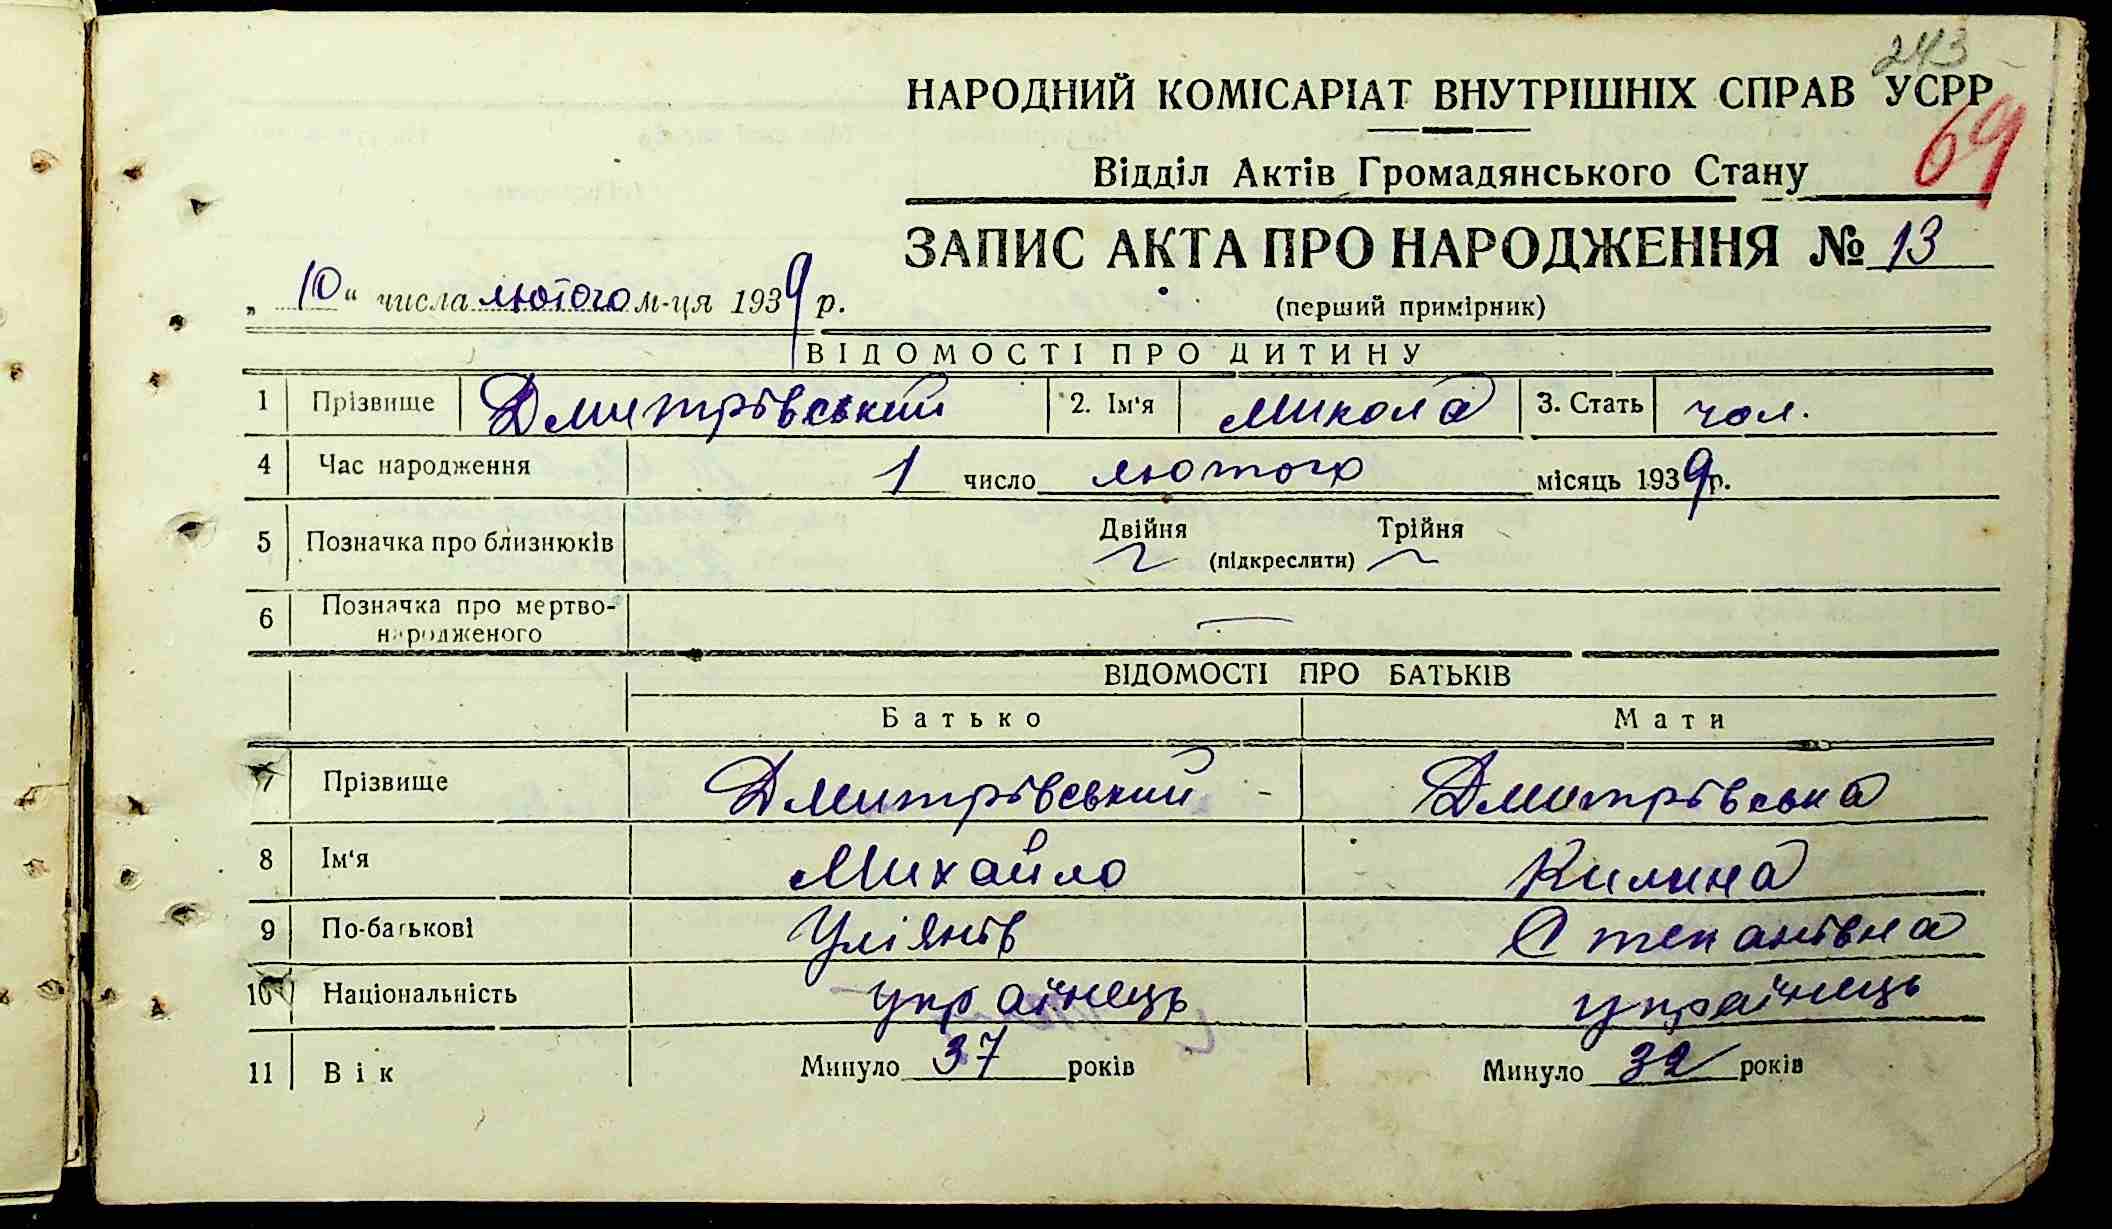 243
НАРОДНИЙ КОМІСАРІАТ ВНУТРІШНІХ СПРАВ УСРР
69
Відділ Актів Громадянського Стану
ЗАПИС АКТА ПРО НАРОДЖЕННЯ № 13
„10“ числа лютого м-ця 1939 р.
(перший примірник)
ВІДОМОСТІ ПРО ДИТИНУ
1 Прізвище Дмитрівський 2. Ім'я Микола 3. Стать чол.
4 Час народження 1 число лютого місяць 1939 р.
5 Позначка про близнюків Двійня Трійня
(підкреслити)
6 Позначка про мертво-
народженого —
ВІДОМОСТІ ПРО БАТЬКІВ
Батько Мати
7 Прізвище Дмитрівський - Дмитрівська
8 Ім'я Михайло Килина
9 По-батькові Уліянів Степанівна
10 Національність українець українець
11 Вік Минуло 37 років Минуло 32 років